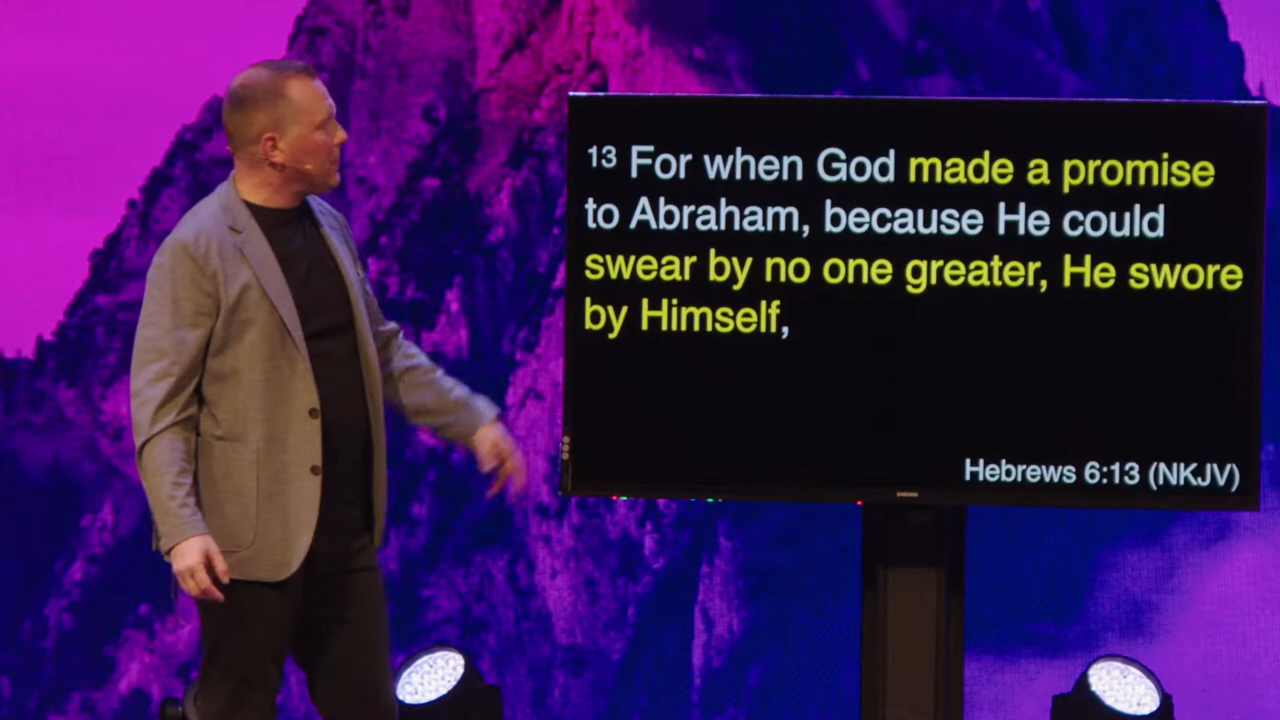 13 For when God made a promise
to Abraham, because He could
swear by no one greater, He swore
by Himself,
Hebrews 6:13 (NKJV)